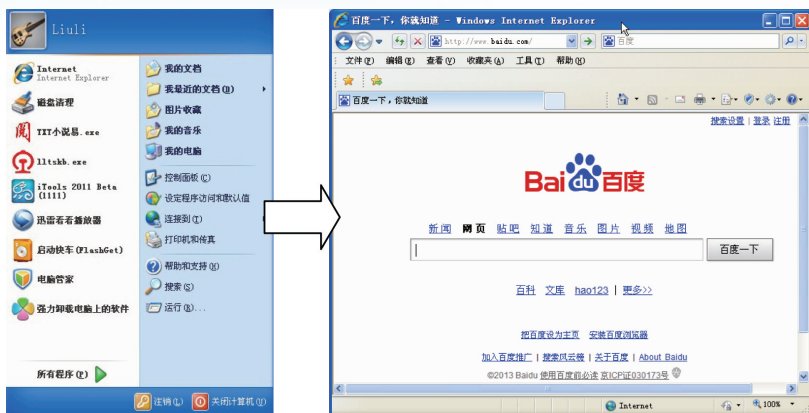 Liuli
Internet
Internet Explorer
磁盘清理
TXT小说易.exe
lltskb.exe
iTools 2011 Beta
(1111)
迅雷看看播放器
启动快车(FlashGet)
电脑管家
强力卸载电脑上的软件
所有程序(P)
我的文档
我最近的文档(D)
图片收藏
我的音乐
我的电脑
控制面板(C)
设定程序访问和默认值
连接到(T)
打印机和传真
帮助和支持(H)
搜索(S)
运行(R)...
注销(L) 关闭计算机(U)
百度一下，你就知道 - Windows Internet Explorer
http://www.baidu.com/ 百度
文件(F) 编辑(E) 查看(V) 收藏夹(A) 工具(T) 帮助(H)
百度一下，你就知道
搜索设置 | 登录 注册
Bai du 百度
新闻 网页 贴吧 知道 音乐 图片 视频 地图
百度一下
百科 文库 hao123 | 更多>>
把百度设为主页 安装百度浏览器
加入百度推广 | 搜索风云榜 | 关于百度 | About Baidu
©2013 Baidu 使用百度前必读 京ICP证030173号
Internet 100%